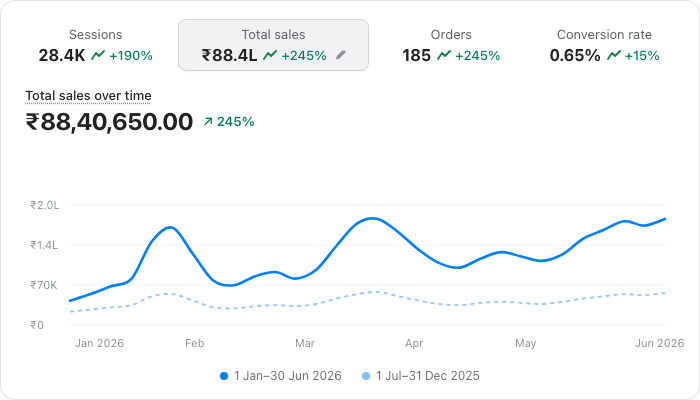 Sessions
28.4K +190%
Total sales
₹88.4L +245%
Orders
185 +245%
Conversion rate
0.65% +15%
Total sales over time
₹88,40,650.00 ↗ 245%
₹2.0L
₹1.4L
₹70K
₹0
Jan 2026 Feb Mar Apr May Jun 2026
1 Jan–30 Jun 2026 1 Jul–31 Dec 2025